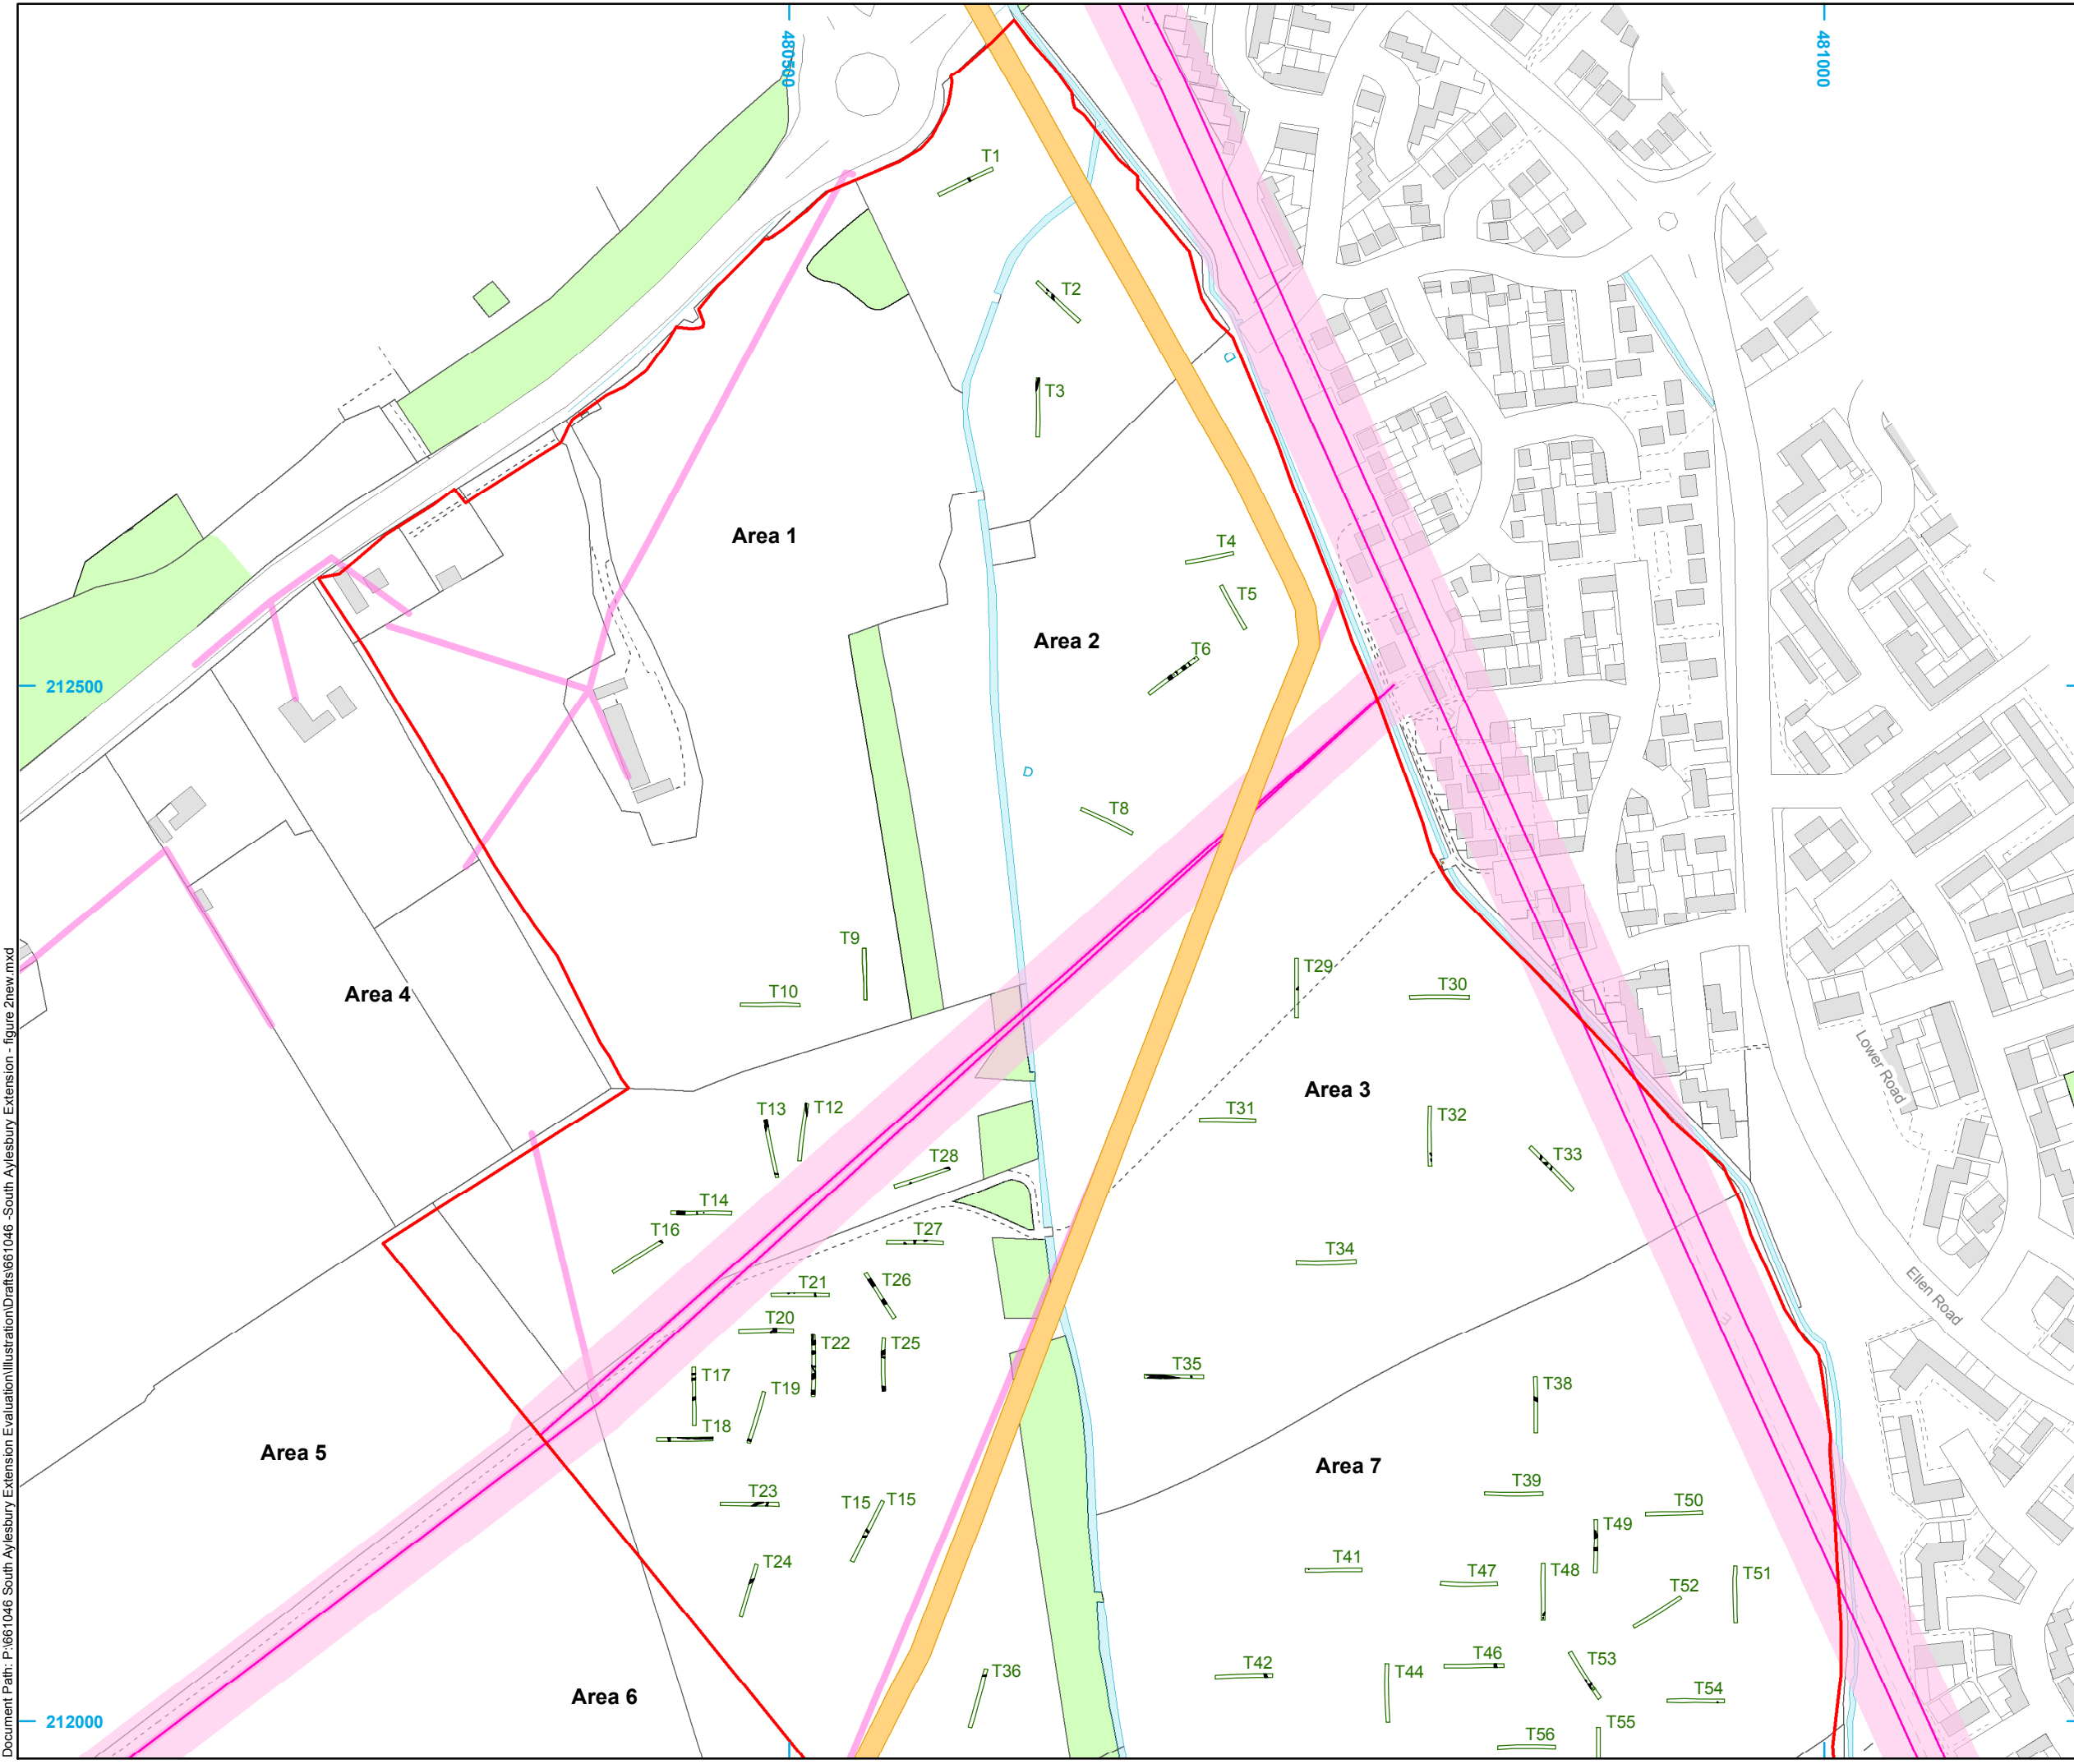 480500
481000
T1
T2
T3
Area 1
T4
T5
Area 2
T6
212500
D
D
T8
T9
T10
T29
T30
Area 4
Area 3
Lower Road
T13
T12
T31
T32
T28
T33
T14
T16
T27
T34
Ellen Road
T21
T26
T20
T22
T25
T17
T19
T35
T38
T18
Area 5
Area 7
T23
T15
T15
T39
T50
T49
T24
T41
T47
T48
T51
T52
T36
T42
T44
T46
T53
Area 6
T54
212000
T55
T56
E
E
Document Path: P:\661046 South Aylesbury Extension Evaluation\Illustration\Drafts\661046 -South Aylesbury Extension - figure 2new.mxd